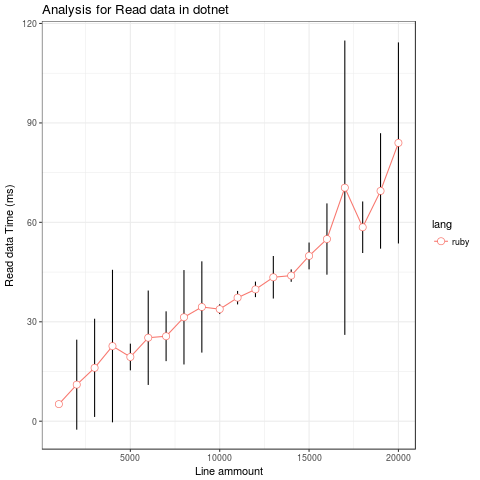 Analysis for Read data in dotnet
120
90
60
30
0
Read data Time (ms)
5000 10000 15000 20000
Line ammount
lang
ruby